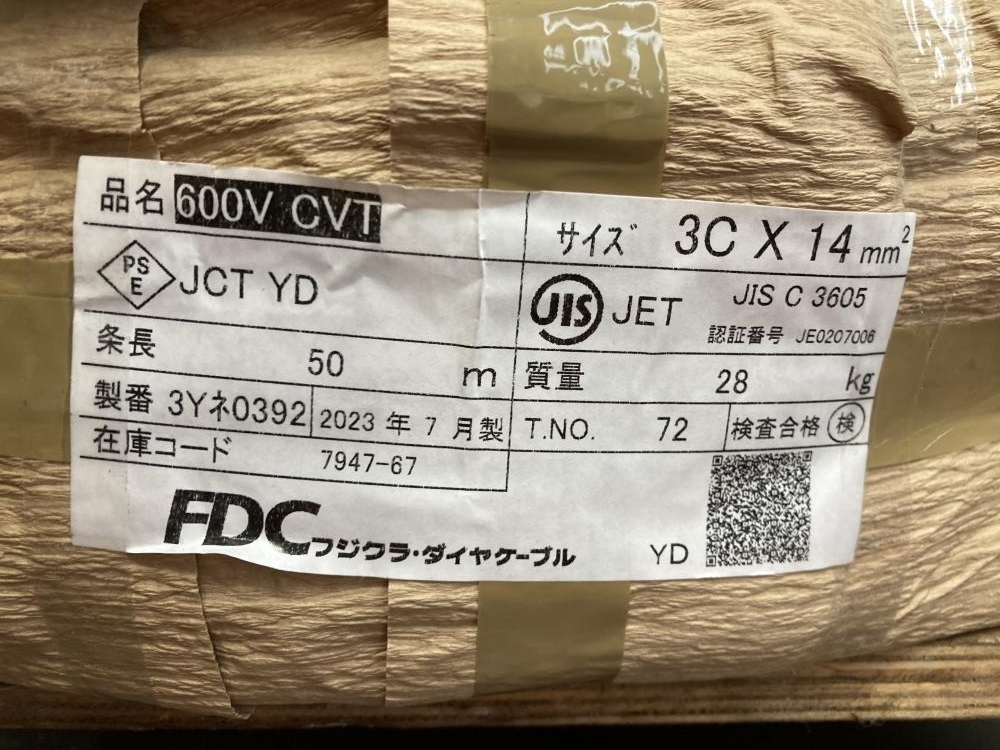 品名 600V CVT
サイズ 3C X 14 mm²
PS E JCT YD
JIS JET JIS C 3605
認証番号 JE0207006
条長 50 m
質量 28 kg
製番 3Yネ0392 2023 年 7 月製
T.NO. 72 検査合格 検
在庫コード 7947-67
FDC フジクラ・ダイヤケーブル
YD